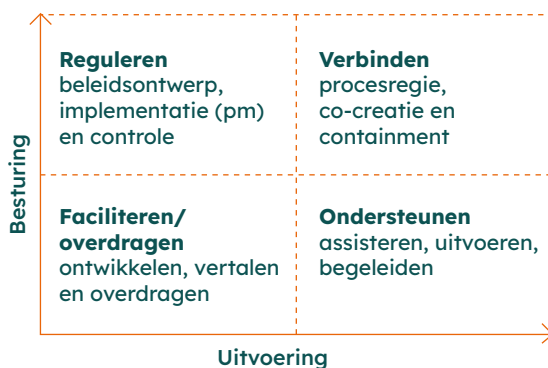 Reguleren
beleidsontwerp,
implementatie (pm)
en controle
Verbinden
procesregie,
co-creatie en
containment
Faciliteren/
overdragen
ontwikkelen, vertalen
en overdragen
Ondersteunen
assisteren, uitvoeren,
begeleiden
Besturing
Uitvoering